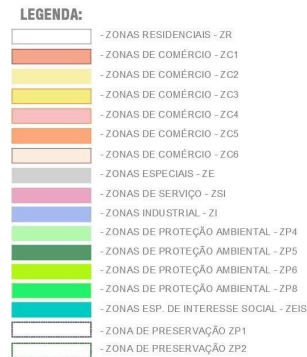 LEGENDA:
- ZONAS RESIDENCIAIS - ZR
- ZONAS DE COMÉRCIO - ZC1
- ZONAS DE COMÉRCIO - ZC2
- ZONAS DE COMÉRCIO - ZC3
- ZONAS DE COMÉRCIO - ZC4
- ZONAS DE COMÉRCIO - ZC5
- ZONAS DE COMÉRCIO - ZC6
- ZONAS ESPECIAIS - ZE
- ZONAS DE SERVIÇO - ZSI
- ZONAS INDUSTRIAL - ZI
- ZONAS DE PROTEÇÃO AMBIENTAL - ZP4
- ZONAS DE PROTEÇÃO AMBIENTAL - ZP5
- ZONAS DE PROTEÇÃO AMBIENTAL - ZP6
- ZONAS DE PROTEÇÃO AMBIENTAL - ZP8
- ZONAS ESP. DE INTERESSE SOCIAL - ZEIS
- ZONA DE PRESERVAÇÃO ZP1
- ZONA DE PRESERVAÇÃO ZP2